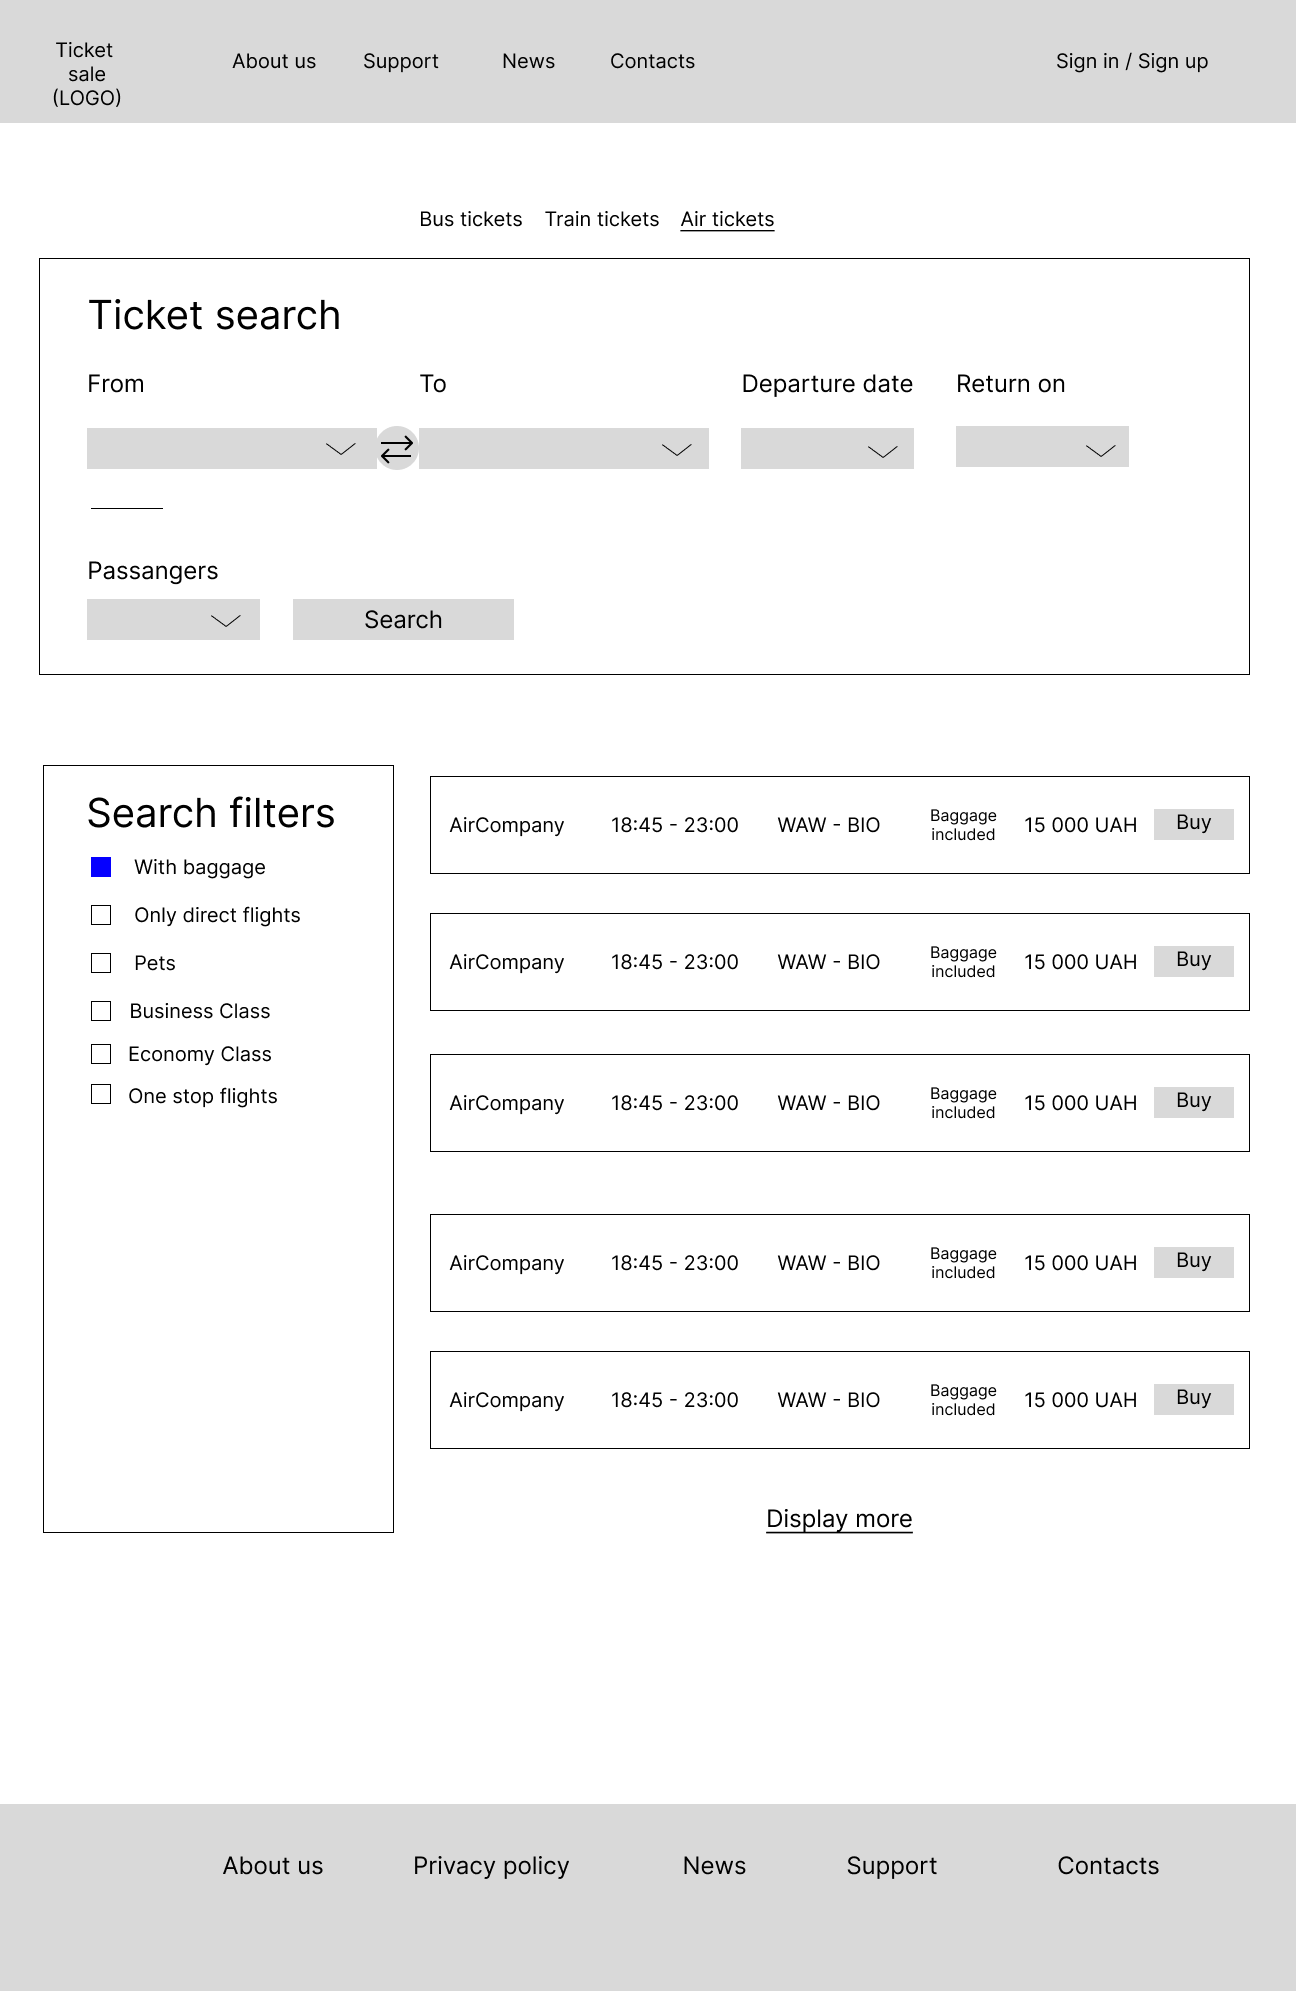 Ticket
sale
(LOGO)
About us Support News Contacts Sign in / Sign up
Bus tickets Train tickets Air tickets
Ticket search
From To Departure date Return on
Passangers
Search
Search filters
With baggage
Only direct flights
Pets
Business Class
Economy Class
One stop flights
AirCompany 18:45 - 23:00 WAW - BIO Baggage included 15 000 UAH Buy
AirCompany 18:45 - 23:00 WAW - BIO Baggage included 15 000 UAH Buy
AirCompany 18:45 - 23:00 WAW - BIO Baggage included 15 000 UAH Buy
AirCompany 18:45 - 23:00 WAW - BIO Baggage included 15 000 UAH Buy
AirCompany 18:45 - 23:00 WAW - BIO Baggage included 15 000 UAH Buy
Display more
About us Privacy policy News Support Contacts